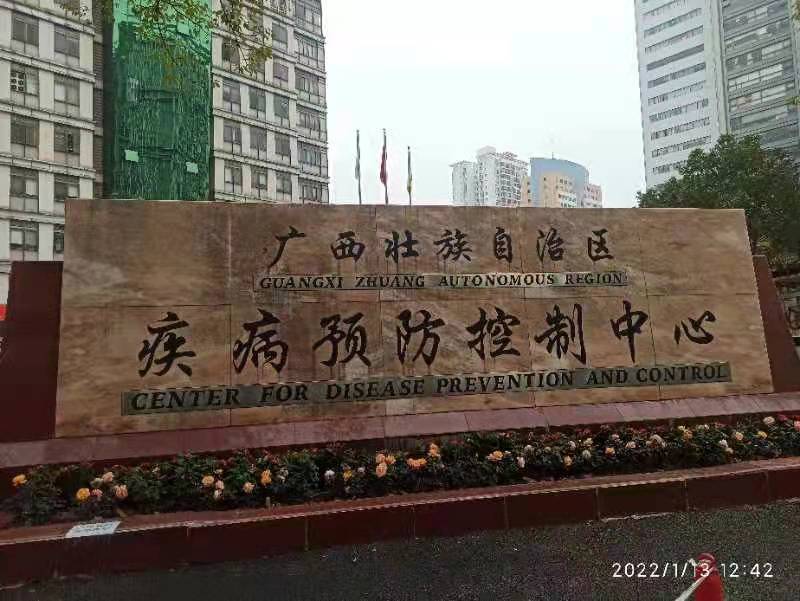 广西壮族自治区
GUANGXI ZHUANG AUTONOMOUS REGION
疾病预防控制中心
CENTER FOR DISEASE PREVENTION AND CONTROL
2022/1/13 12:42